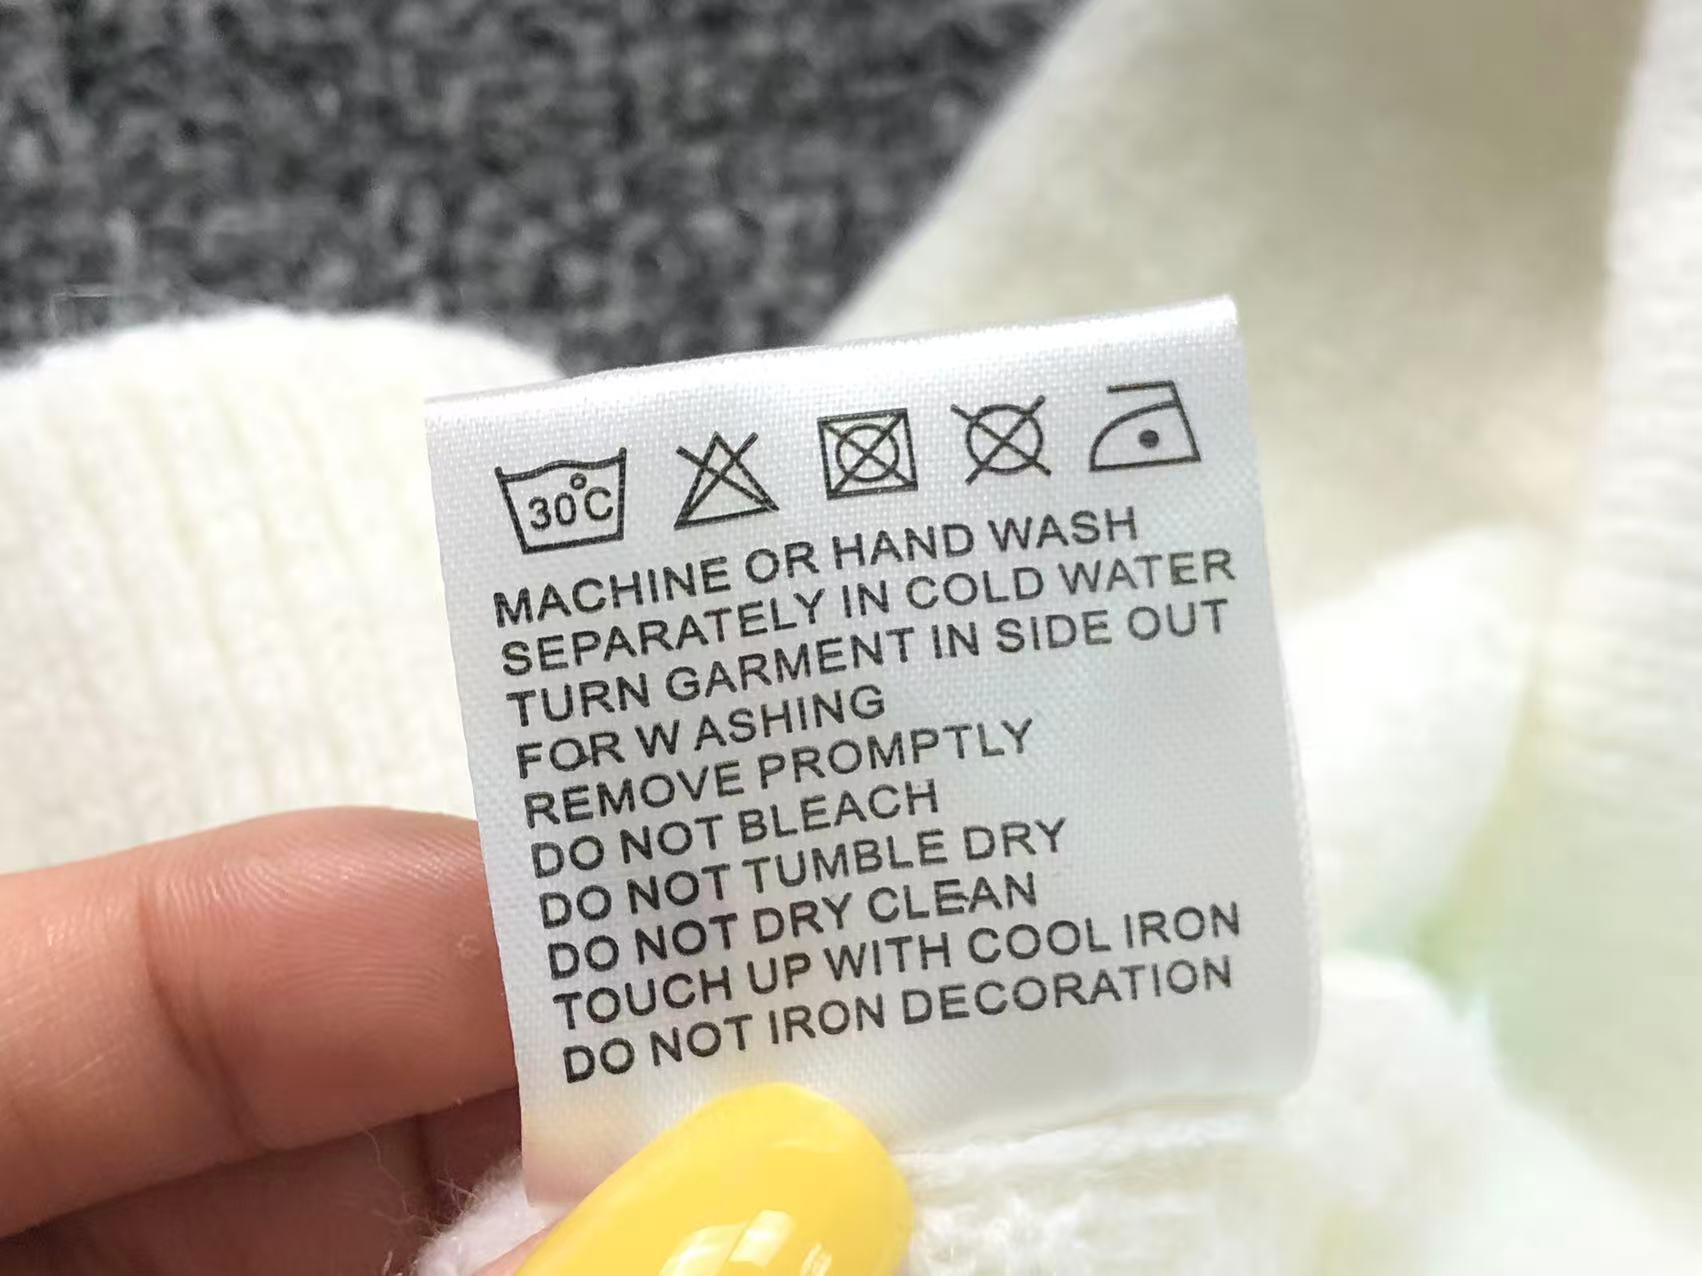 30°C
MACHINE OR HAND WASH
SEPARATELY IN COLD WATER
TURN GARMENT IN SIDE OUT
FOR W ASHING
REMOVE PROMPTLY
DO NOT BLEACH
DO NOT TUMBLE DRY
DO NOT DRY CLEAN
TOUCH UP WITH COOL IRON
DO NOT IRON DECORATION